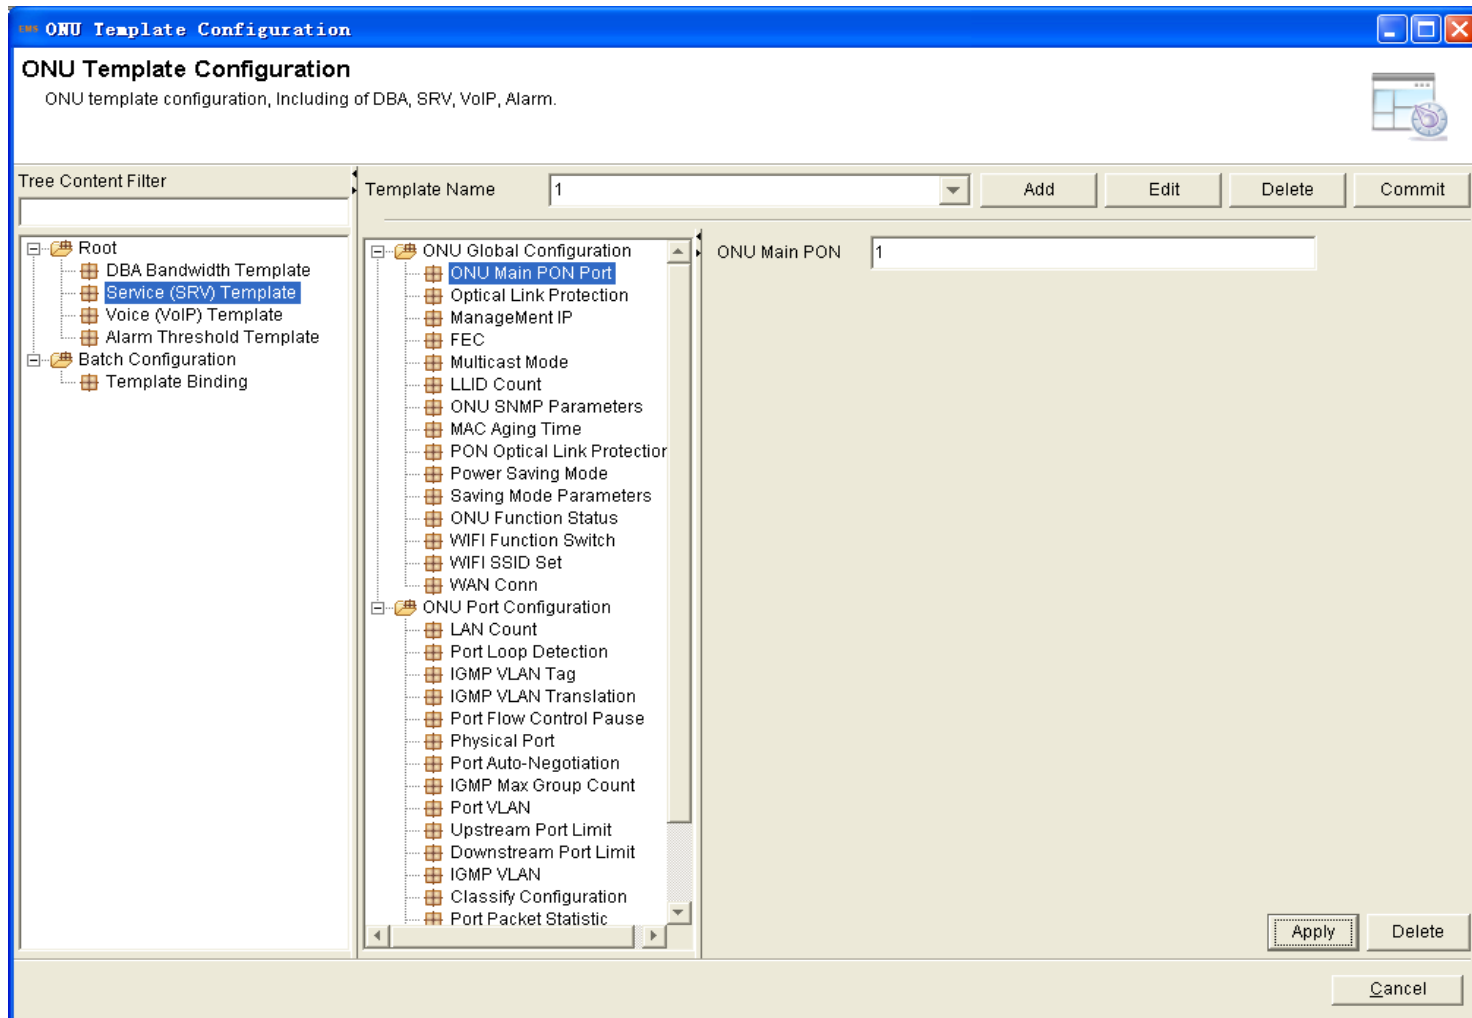 EMS ONU Template Configuration
ONU Template Configuration
ONU template configuration, Including of DBA, SRV, VoIP, Alarm.
Tree Content Filter
Template Name 1 Add Edit Delete Commit
Root
DBA Bandwidth Template
Service (SRV) Template
Voice (VoIP) Template
Alarm Threshold Template
Batch Configuration
Template Binding
ONU Global Configuration
ONU Main PON Port
Optical Link Protection
ManageMent IP
FEC
Multicast Mode
LLID Count
ONU SNMP Parameters
MAC Aging Time
PON Optical Link Protection
Power Saving Mode
Saving Mode Parameters
ONU Function Status
WIFI Function Switch
WIFI SSID Set
WAN Conn
ONU Port Configuration
LAN Count
Port Loop Detection
IGMP VLAN Tag
IGMP VLAN Translation
Port Flow Control Pause
Physical Port
Port Auto-Negotiation
IGMP Max Group Count
Port VLAN
Upstream Port Limit
Downstream Port Limit
IGMP VLAN
Classify Configuration
Port Packet Statistic
ONU Main PON 1
Apply Delete
Cancel